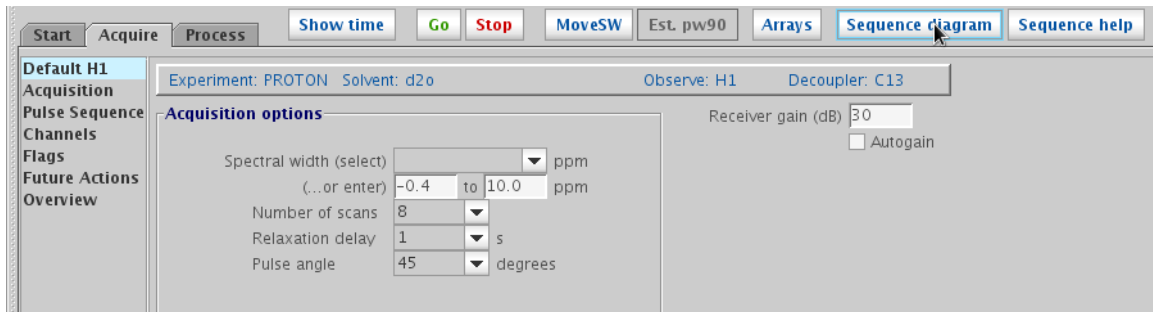 Start Acquire Process Show time Go Stop MoveSW Est. pw90 Arrays Sequence diagram Sequence help
Default H1
Acquisition
Pulse Sequence
Channels
Flags
Future Actions
Overview
Experiment: PROTON Solvent: d2o Observe: H1 Decoupler: C13
Acquisition options
Spectral width (select) ppm
(...or enter) -0.4 to 10.0 ppm
Number of scans 8
Relaxation delay 1 s
Pulse angle 45 degrees
Receiver gain (dB) 30
Autogain